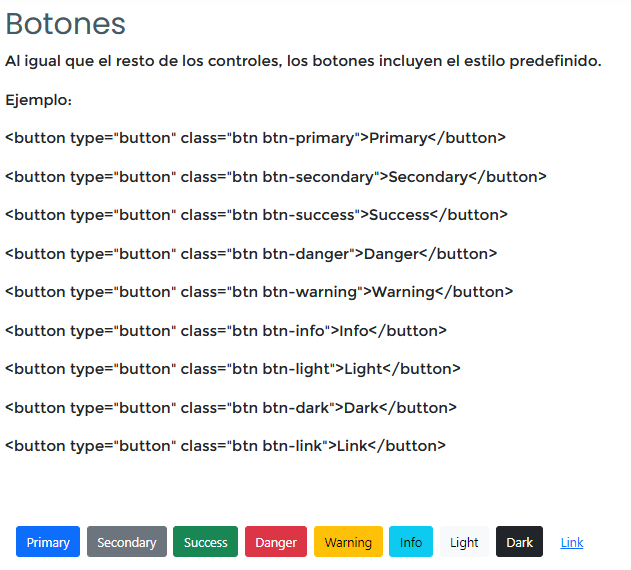 Botones
Al igual que el resto de los controles, los botones incluyen el estilo predefinido.
Ejemplo:
<button type="button" class="btn btn-primary">Primary</button>
<button type="button" class="btn btn-secondary">Secondary</button>
<button type="button" class="btn btn-success">Success</button>
<button type="button" class="btn btn-danger">Danger</button>
<button type="button" class="btn btn-warning">Warning</button>
<button type="button" class="btn btn-info">Info</button>
<button type="button" class="btn btn-light">Light</button>
<button type="button" class="btn btn-dark">Dark</button>
<button type="button" class="btn btn-link">Link</button>
Primary Secondary Success Danger Warning Info Light Dark Link